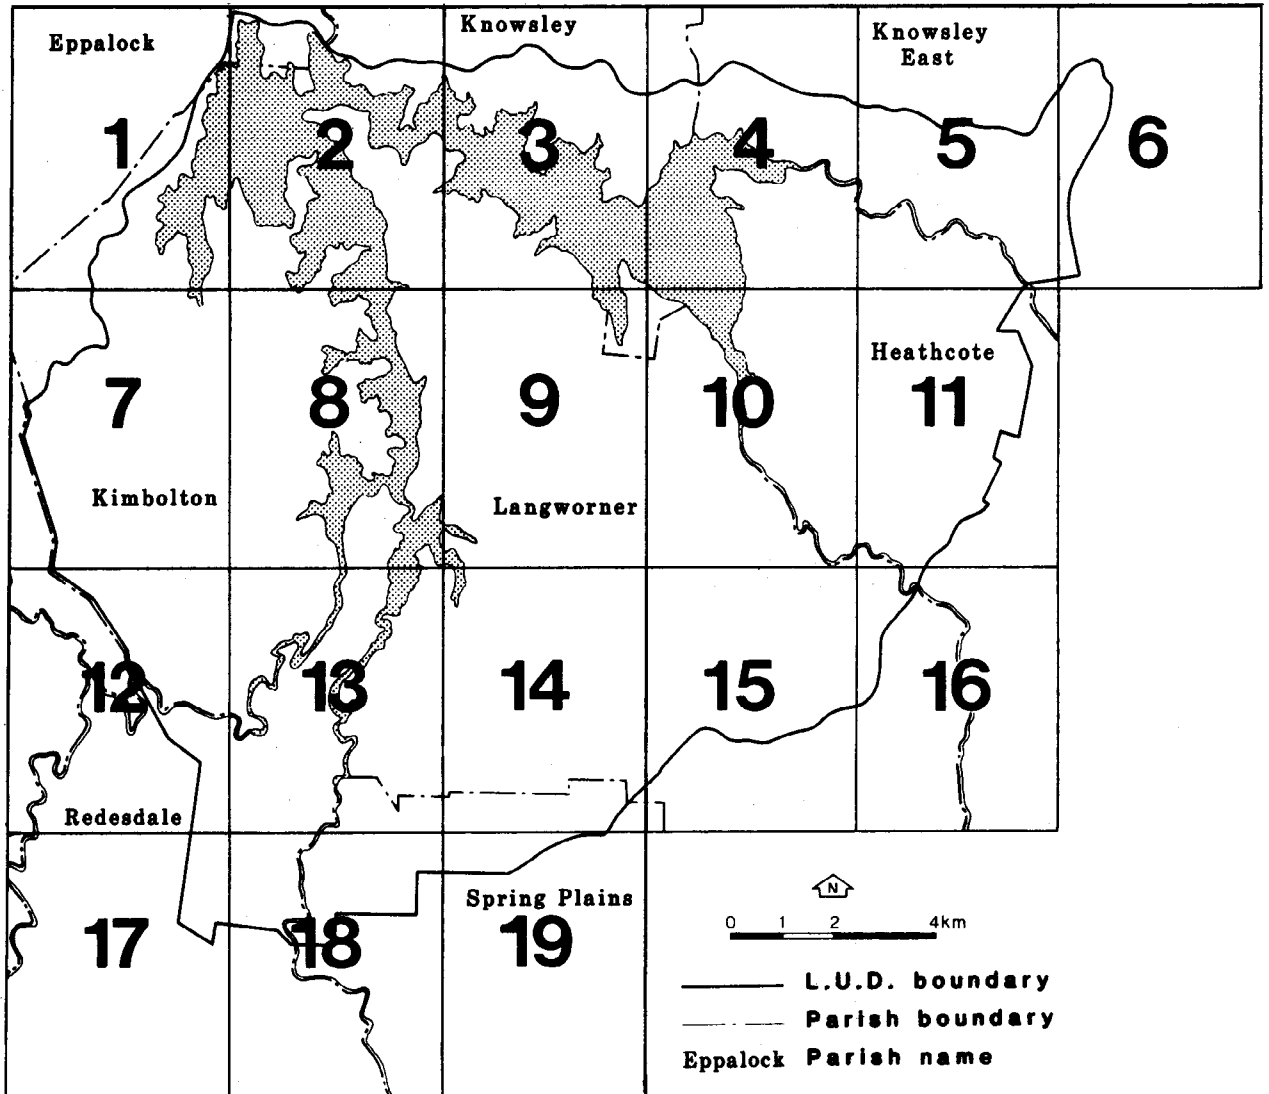 Eppalock
Knowsley
Knowsley
East
1
2
3
4
5
6
Heathcote
7
8
9
10
11
Kimbolton
Langworner
12
13
14
15
16
Redesdale
Spring Plains
17
18
19
N
0 1 2 4km
L.U.D. boundary
Parish boundary
Eppalock Parish name